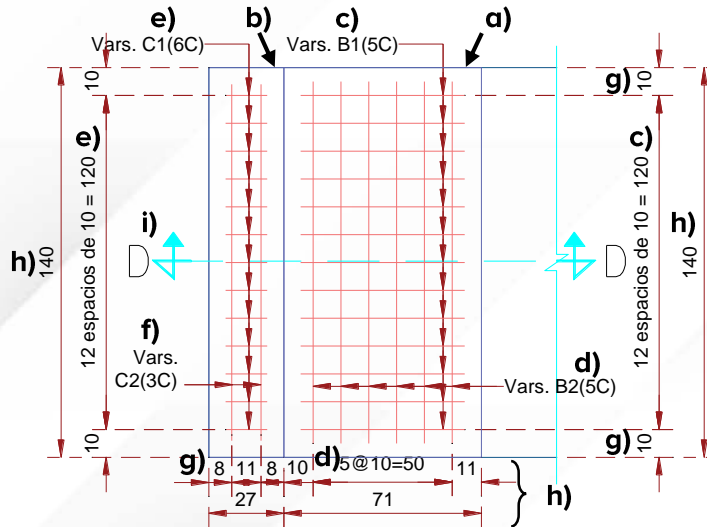 e) b) c) a)
Vars. C1(6C) Vars. B1(5C)
10 g) 10
e) c)
12 espacios de 10 = 120 12 espacios de 10 = 120
i)
h) 140 D D 140 h)
f)
Vars.
C2(3C)
d)
Vars. B2(5C)
10 g) 10
g) 8 11 8 10 d) 5@10=50 11
27 71 h)